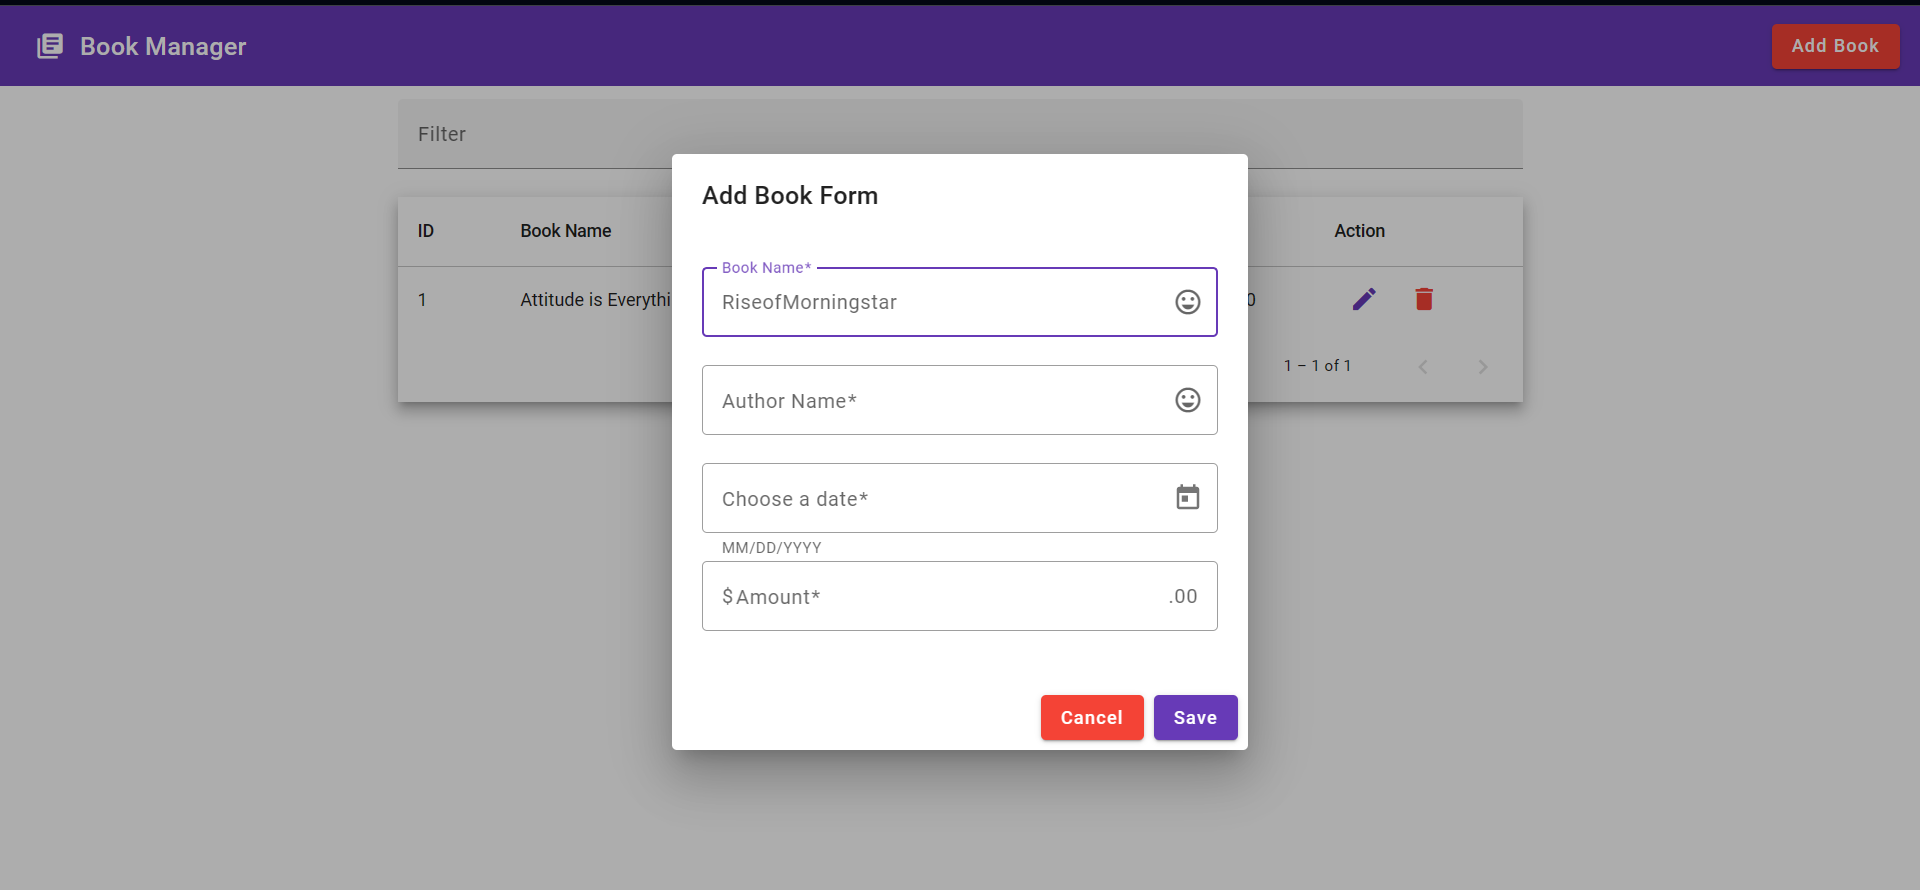 Book Manager
Add Book
Filter
ID Book Name Action
1 Attitude is Everythi 0
1 – 1 of 1
Add Book Form
Book Name*
RiseofMorningstar
Author Name*
Choose a date*
MM/DD/YYYY
$ Amount* .00
Cancel Save